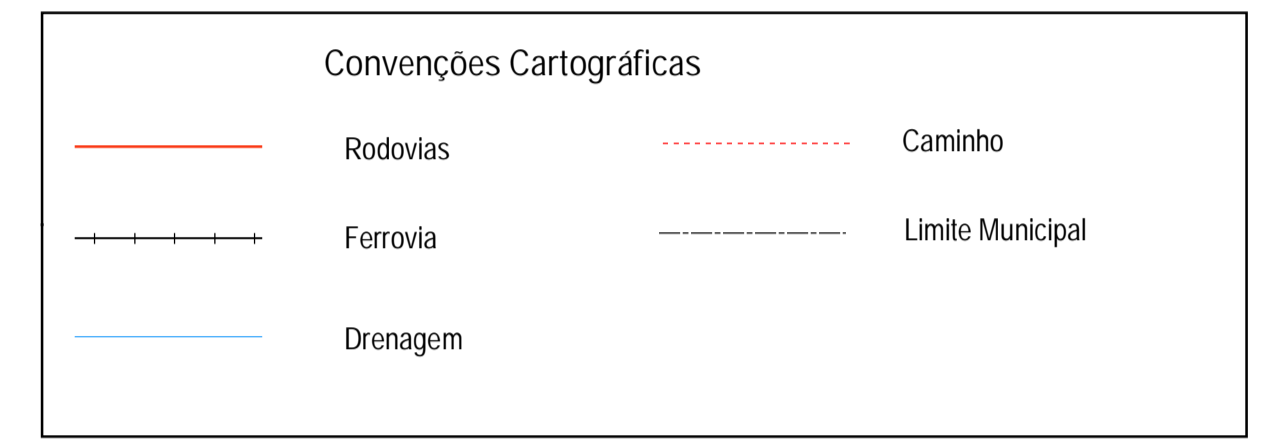 Convenções Cartográficas
Rodovias
Caminho
Ferrovia
Limite Municipal
Drenagem